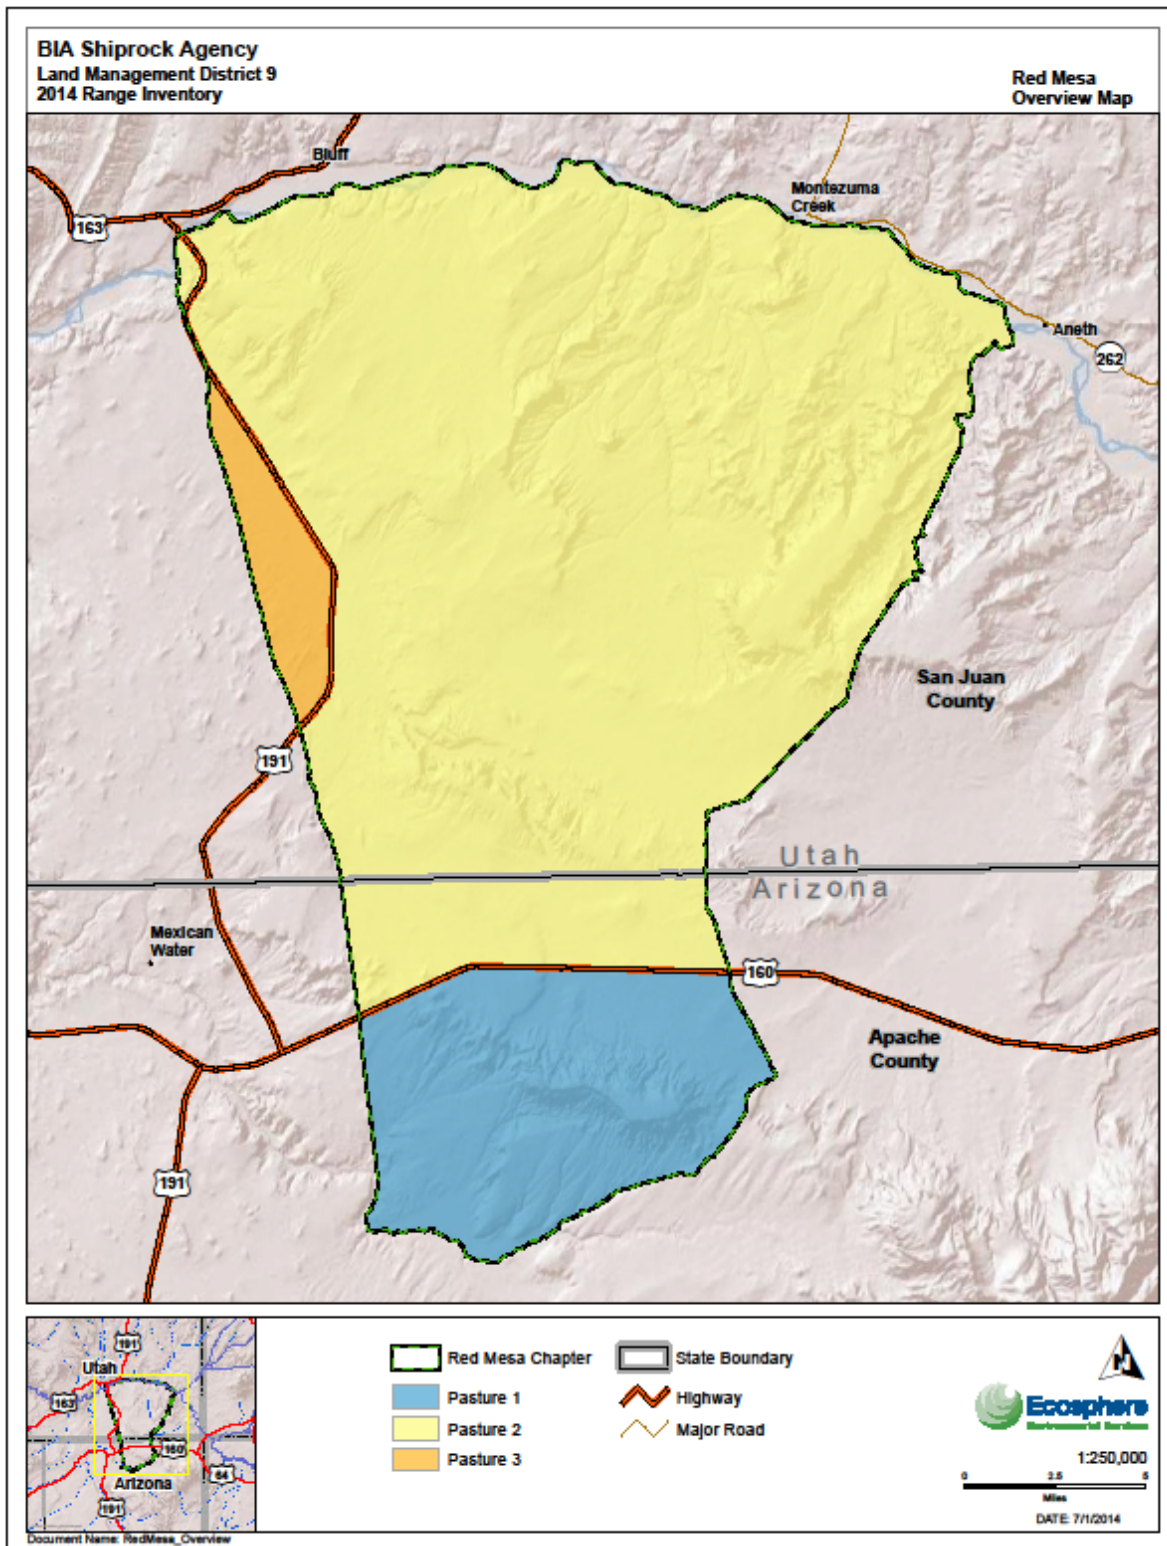 BIA Shiprock Agency
Land Management District 9
2014 Range Inventory
Red Mesa
Overview Map
Bluff
163
Montezuma
Creek
Aneth
262
San Juan
County
191
Utah
Arizona
Mexican
Water
160
Apache
County
191
191
Utah
163
160
64
Arizona
191
Red Mesa Chapter
Pasture 1
Pasture 2
Pasture 3
State Boundary
Highway
Major Road
N
Ecosphere
Environmental Services
1:250,000
0 2.5 5
Miles
DATE: 7/1/2014
Document Name: RedMesa_Overview